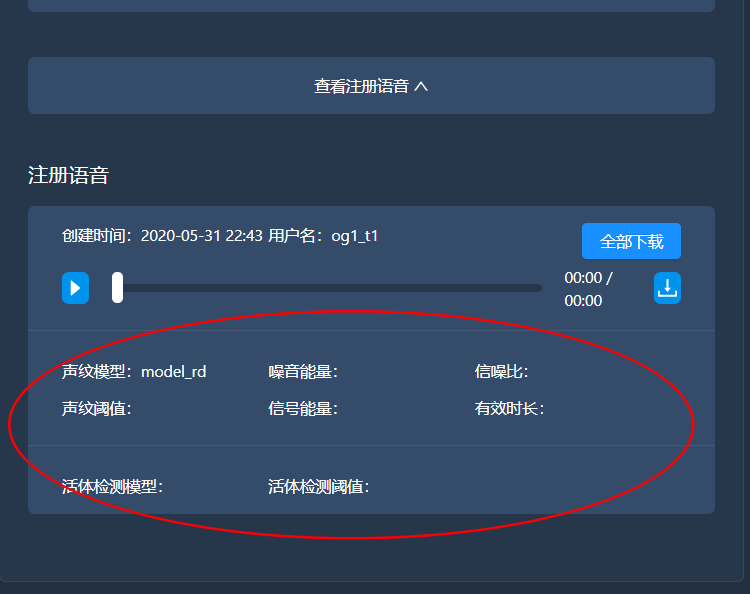 查看注册语音
注册语音
创建时间：2020-05-31 22:43 用户名：og1_t1
全部下载
00:00 /
00:00
声纹模型：model_rd 噪音能量： 信噪比：
声纹阈值： 信号能量： 有效时长：
活体检测模型： 活体检测阈值：